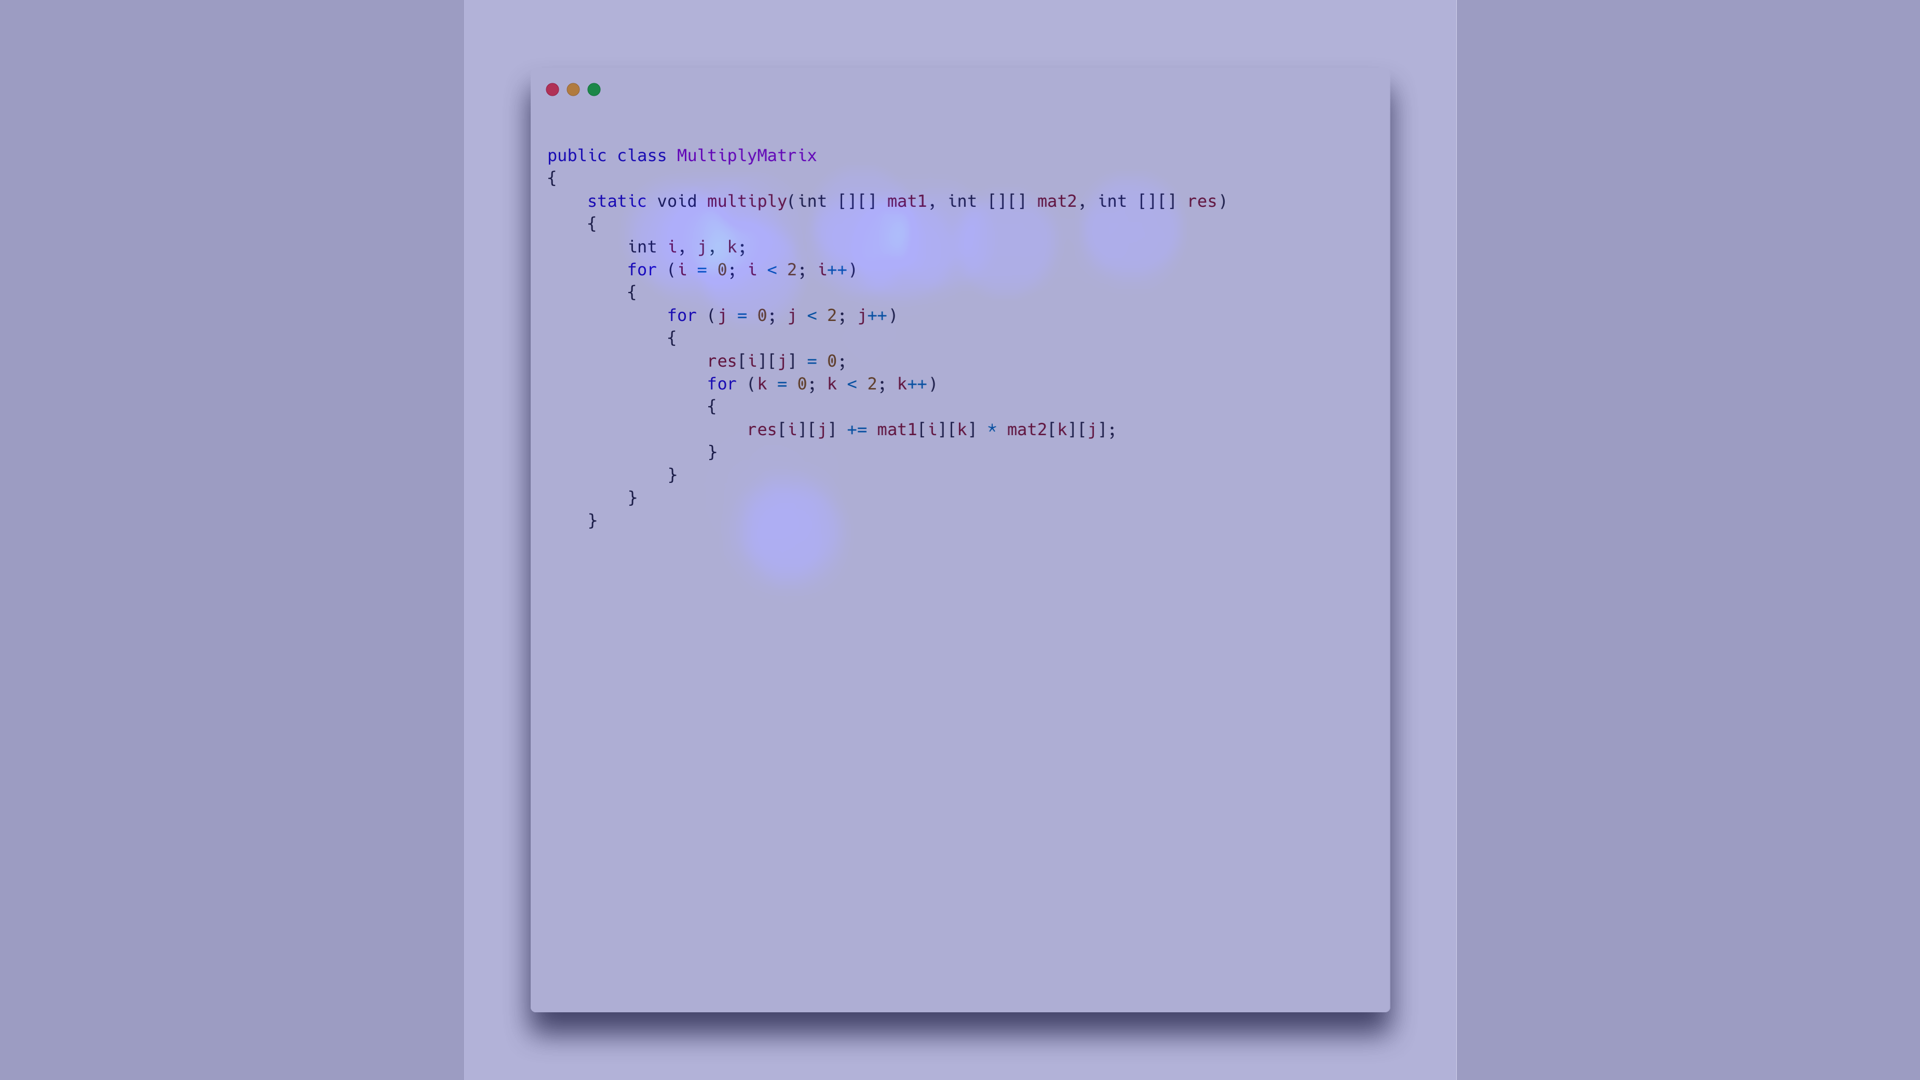 public class MultiplyMatrix
{
    static void multiply(int [][] mat1, int [][] mat2, int [][] res)
    {
        int i, j, k;
        for (i = 0; i < 2; i++)
        {
            for (j = 0; j < 2; j++)
            {
                res[i][j] = 0;
                for (k = 0; k < 2; k++)
                {
                    res[i][j] += mat1[i][k] * mat2[k][j];
                }
            }
        }
    }